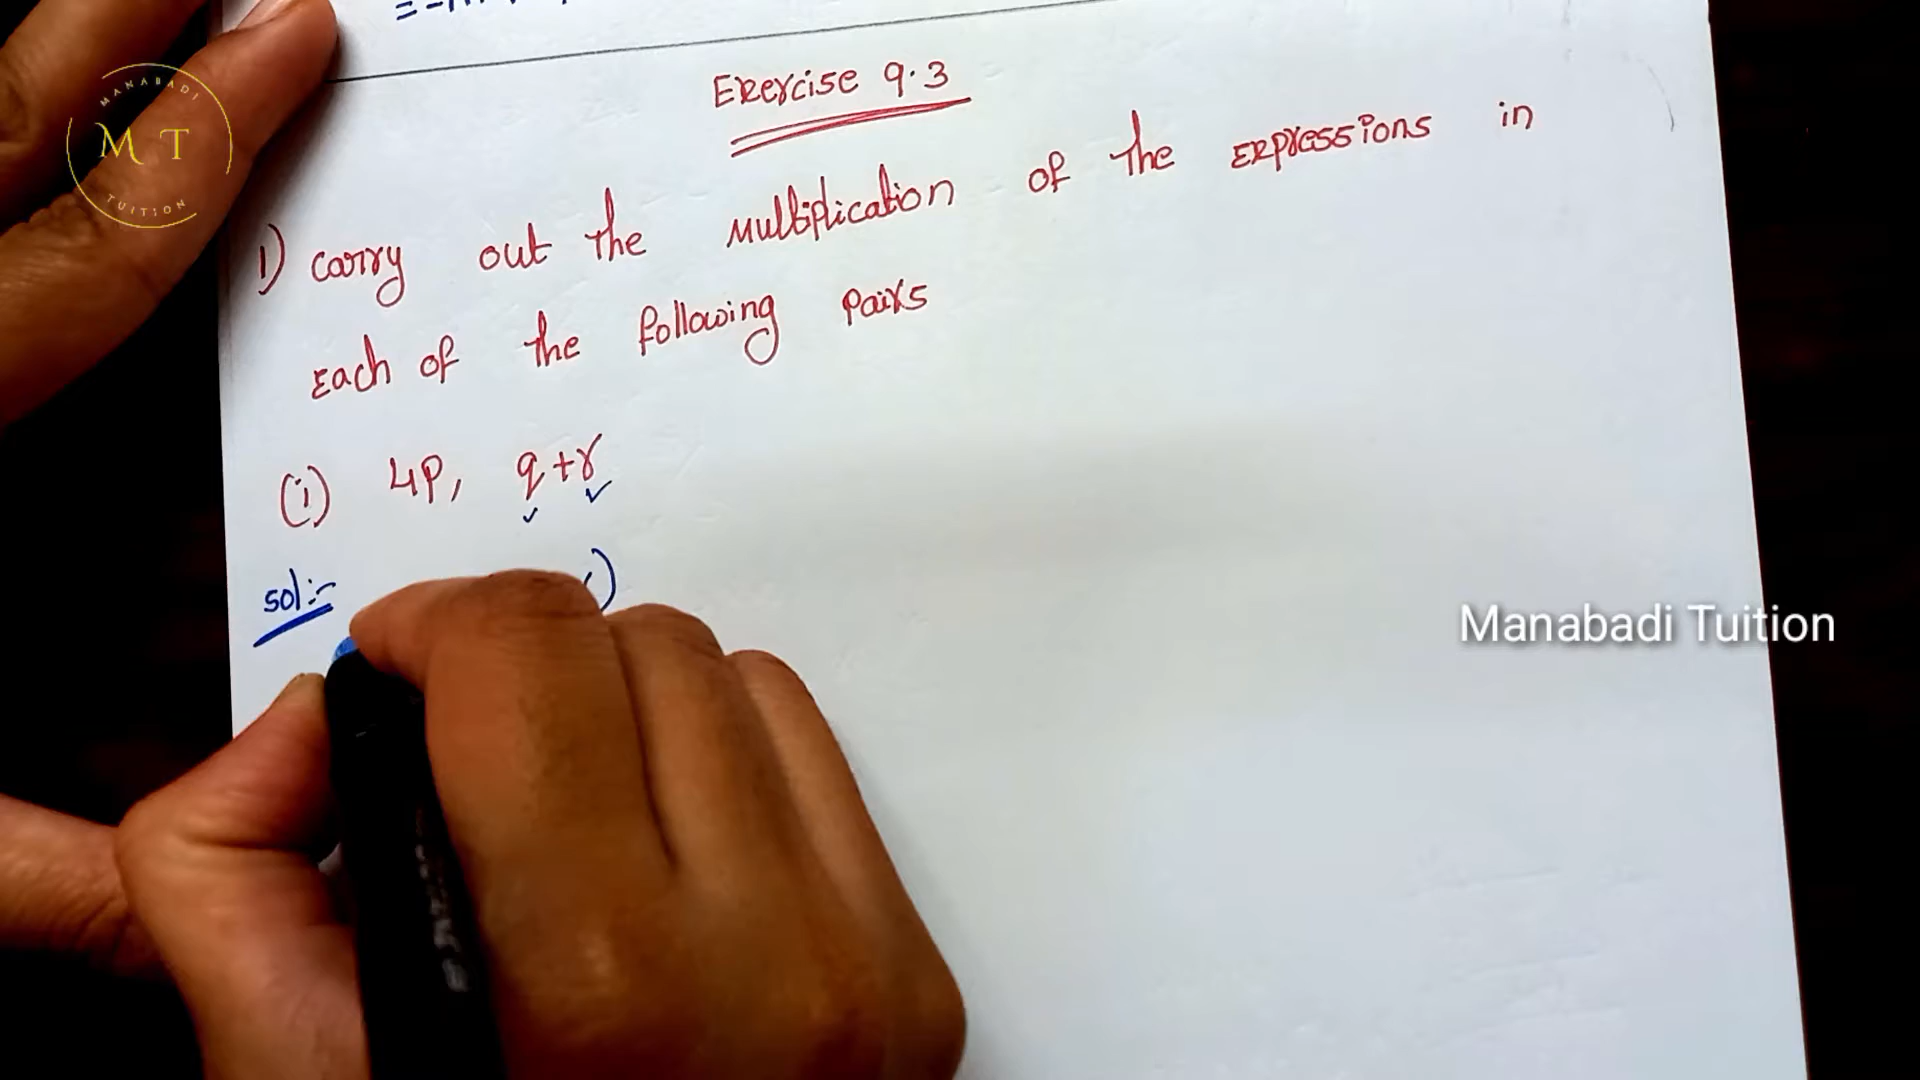 Exercise 9.3
1) carry out the multiplication of the Expressions in
Each of the following pairs
(i) 4p, q+r
sol:-
MANABADI
M T
TUITION
Manabadi Tuition